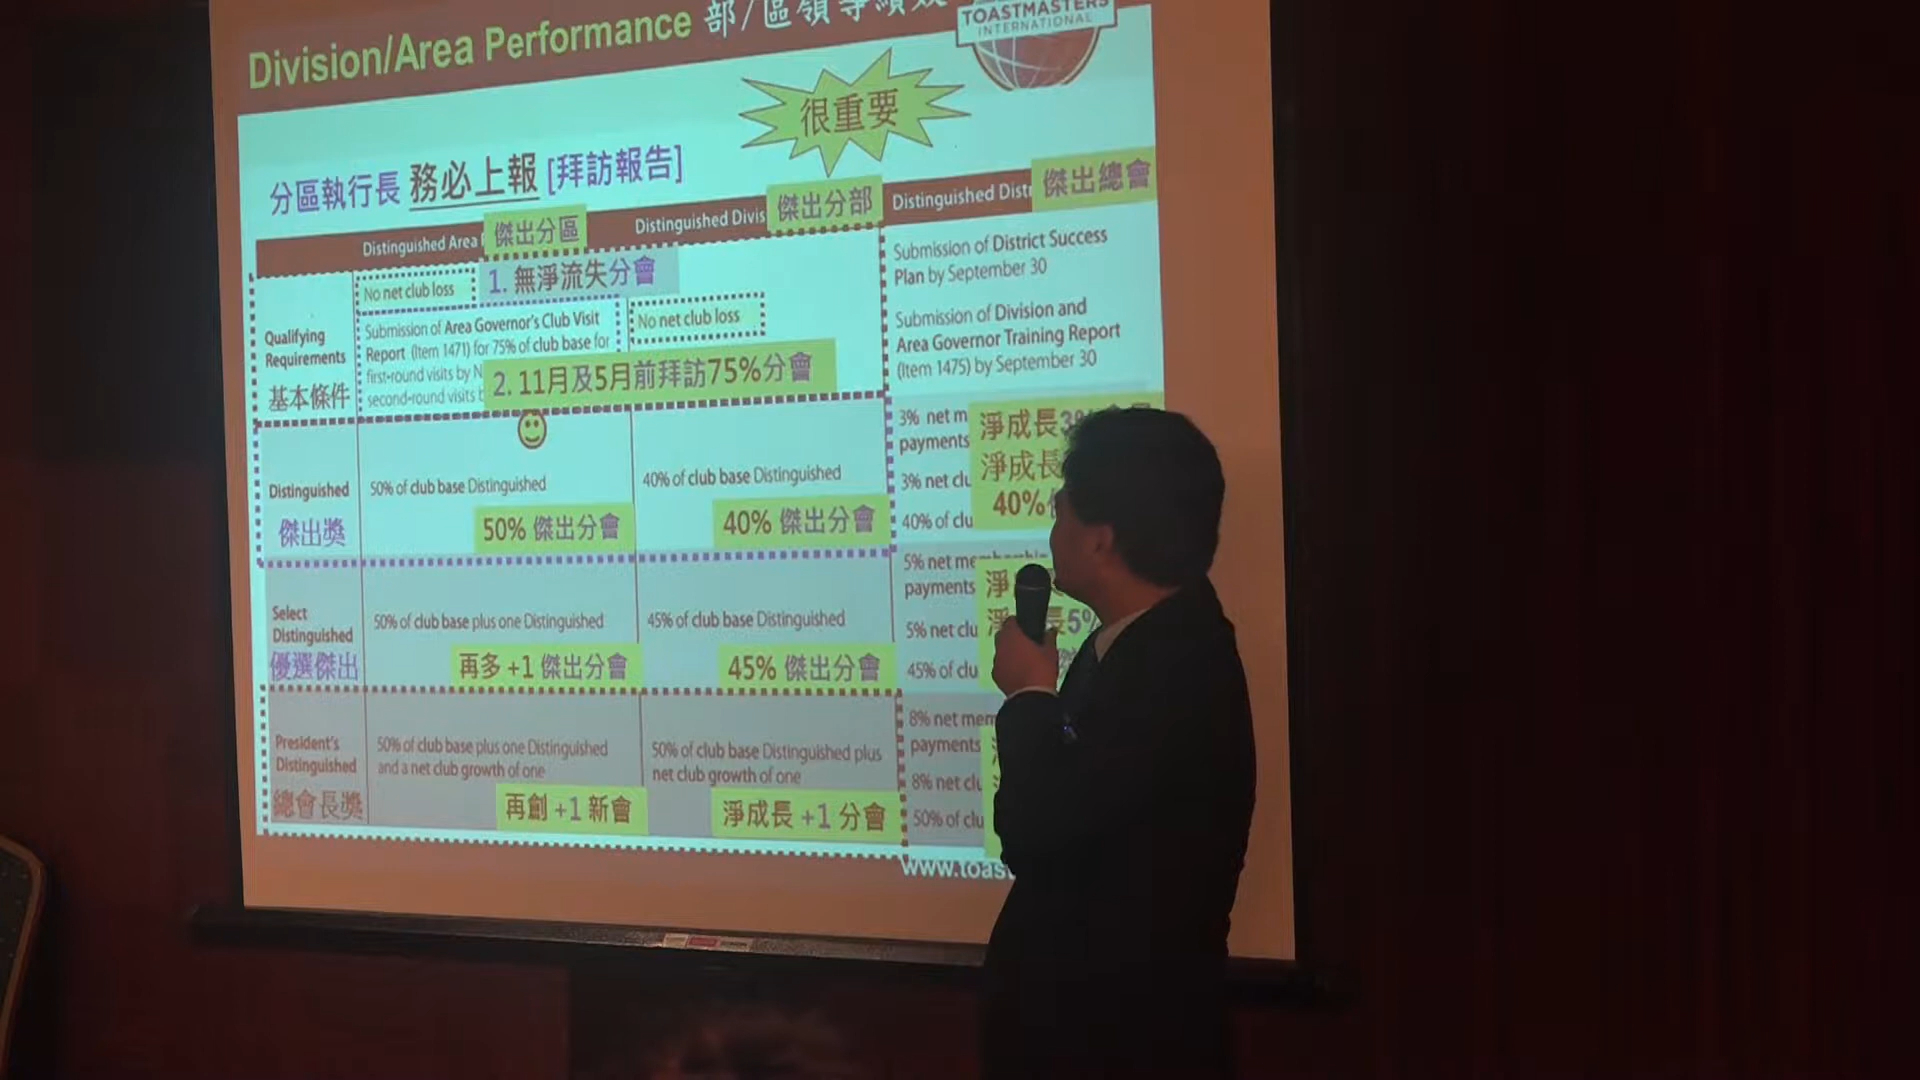 Division/Area Performance 部/區領導績效
TOASTMASTERS
INTERNATIONAL
很重要
分區執行長 務必上報 [拜訪報告]
Distinguished Area
傑出分區
Distinguished Divis
傑出分部
Distinguished Distr
傑出總會
Qualifying
Requirements
基本條件
No net club loss
1. 無淨流失分會
Submission of Area Governor's Club Visit
Report (Item 1471) for 75% of club base for
first-round visits by N
second-round visits b
No net club loss
2. 11月及5月前拜訪75%分會
Submission of District Success
Plan by September 30
Submission of Division and
Area Governor Training Report
(Item 1475) by September 30
Distinguished
傑出獎
50% of club base Distinguished
50% 傑出分會
40% of club base Distinguished
40% 傑出分會
3% net m
payments
3% net clu
40% of clu
淨成長3%
淨成長
40%
Select
Distinguished
優選傑出
50% of club base plus one Distinguished
再多 +1 傑出分會
45% of club base Distinguished
45% 傑出分會
5% net membership
payments
5% net clu
45% of clu
淨
淨 長5%
President's
Distinguished
總會長獎
50% of club base plus one Distinguished
and a net club growth of one
再創 +1 新會
50% of club base Distinguished plus
net club growth of one
淨成長 +1 分會
8% net mem
payments
8% net clu
50% of clu
www.toast